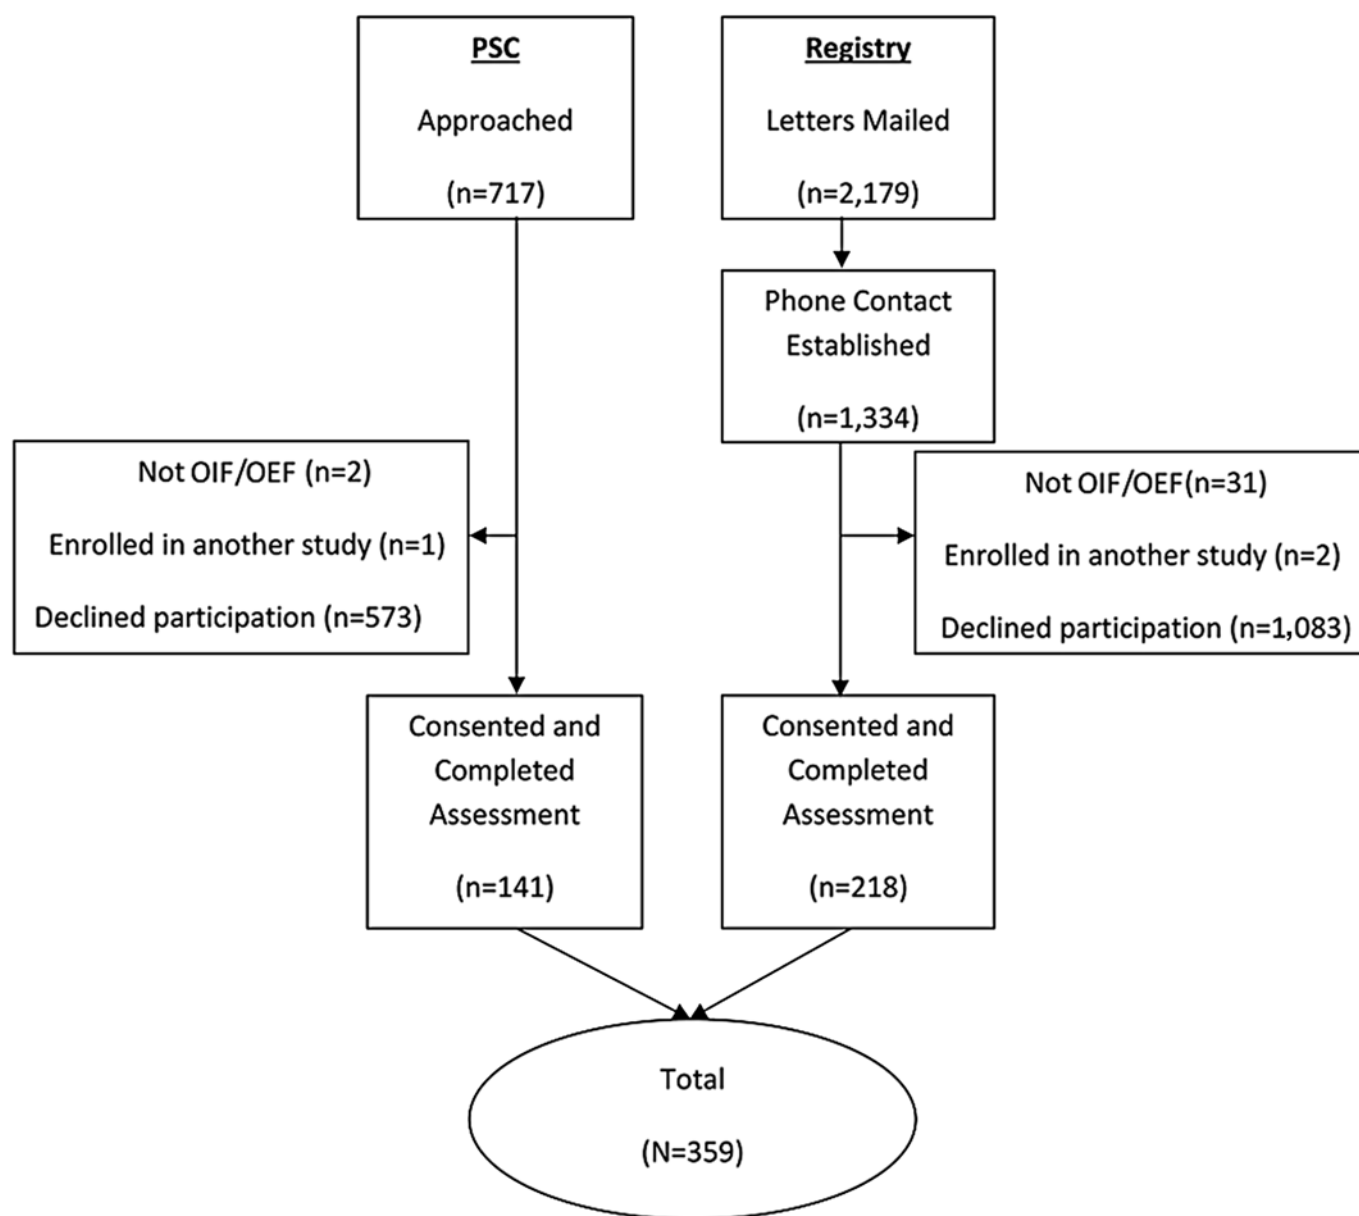 PSC
Approached
(n=717)
Registry
Letters Mailed
(n=2,179)
Phone Contact
Established
(n=1,334)
Not OIF/OEF (n=2)
Enrolled in another study (n=1)
Declined participation (n=573)
Not OIF/OEF(n=31)
Enrolled in another study (n=2)
Declined participation (n=1,083)
Consented and
Completed
Assessment
(n=141)
Consented and
Completed
Assessment
(n=218)
Total
(N=359)